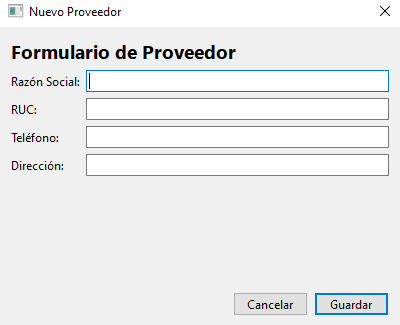 Nuevo Proveedor
Formulario de Proveedor
Razón Social:
RUC:
Teléfono:
Dirección:
Cancelar Guardar